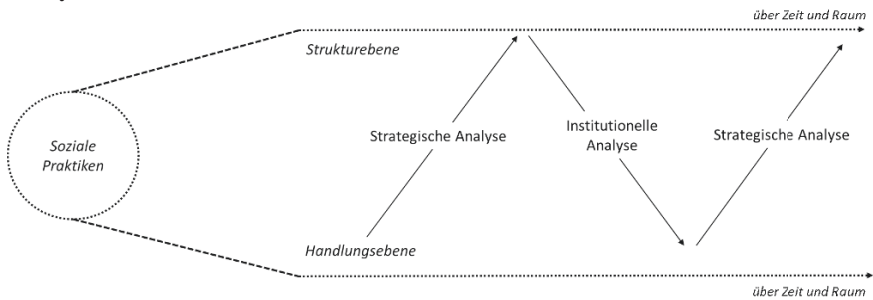 über Zeit und Raum
Strukturebene
Soziale
Praktiken
Strategische Analyse
Institutionelle
Analyse
Strategische Analyse
Handlungsebene
über Zeit und Raum